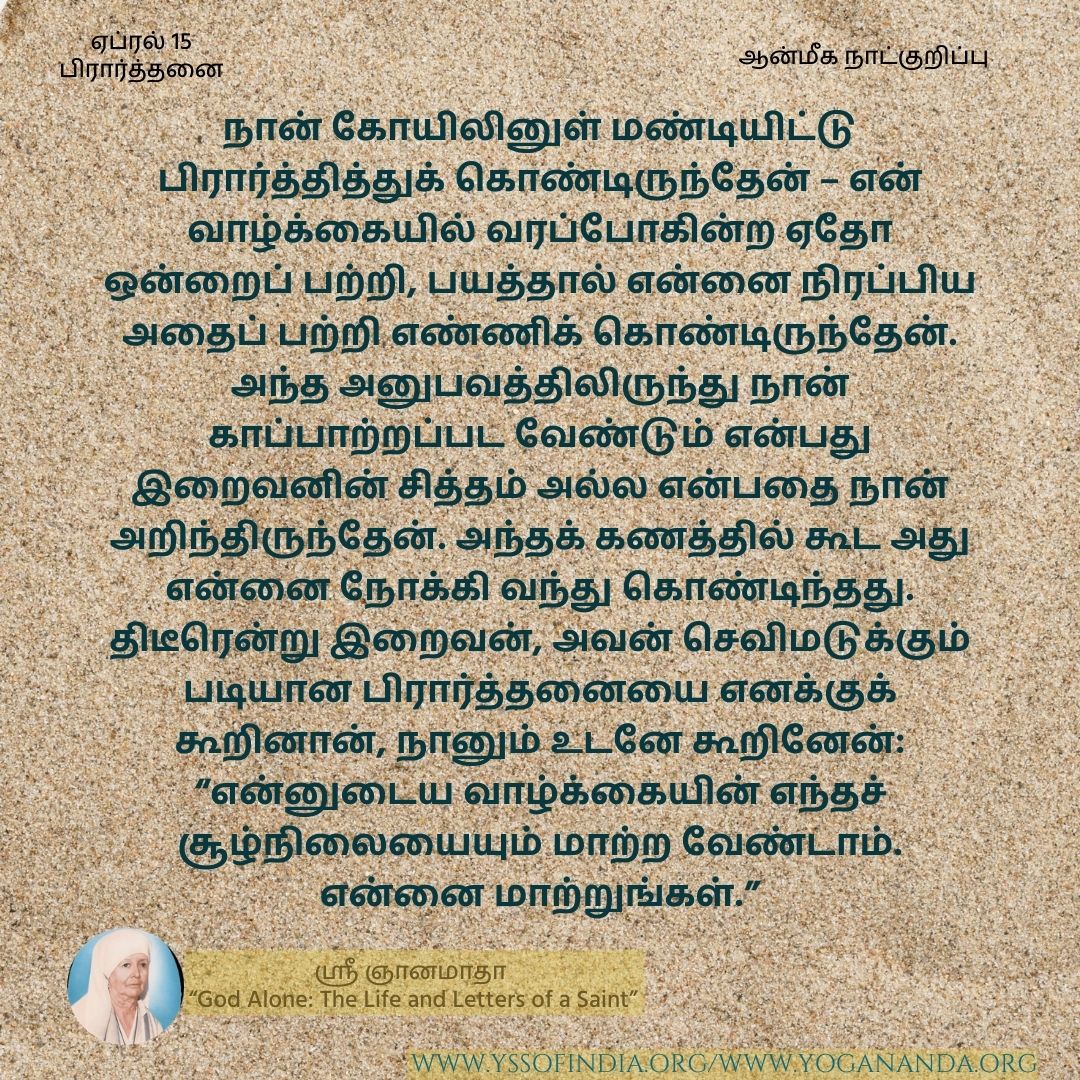 ஏப்ரல் 15
பிரார்த்தனை
ஆன்மீக நாட்குறிப்பு
நான் கோயிலினுள் மண்டியிட்டு
பிரார்த்தித்துக் கொண்டிருந்தேன் – என்
வாழ்க்கையில் வரப்போகின்ற ஏதோ
ஒன்றைப் பற்றி, பயத்தால் என்னை நிரப்பிய
அதைப் பற்றி எண்ணிக் கொண்டிருந்தேன்.
அந்த அனுபவத்திலிருந்து நான்
காப்பாற்றப்பட வேண்டும் என்பது
இறைவனின் சித்தம் அல்ல என்பதை நான்
அறிந்திருந்தேன். அந்தக் கணத்தில் கூட அது
என்னை நோக்கி வந்து கொண்டிந்தது.
திடீரென்று இறைவன், அவன் செவிமடுக்கும்
படியான பிரார்த்தனையை எனக்குக்
கூறினான், நானும் உடனே கூறினேன்:
“என்னுடைய வாழ்க்கையின் எந்தச்
சூழ்நிலையையும் மாற்ற வேண்டாம்.
என்னை மாற்றுங்கள்.”
ஸ்ரீ ஞானமாதா
“God Alone: The Life and Letters of a Saint”
WWW.YSSOFINDIA.ORG/WWW.YOGANANDA.ORG